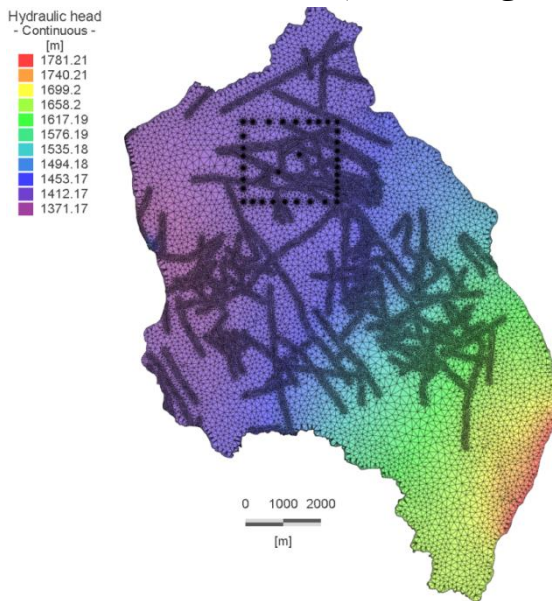 Hydraulic head
- Continuous -
[m]
1781.21
1740.21
1699.2
1658.2
1617.19
1576.19
1535.18
1494.18
1453.17
1412.17
1371.17
0 1000 2000
[m]